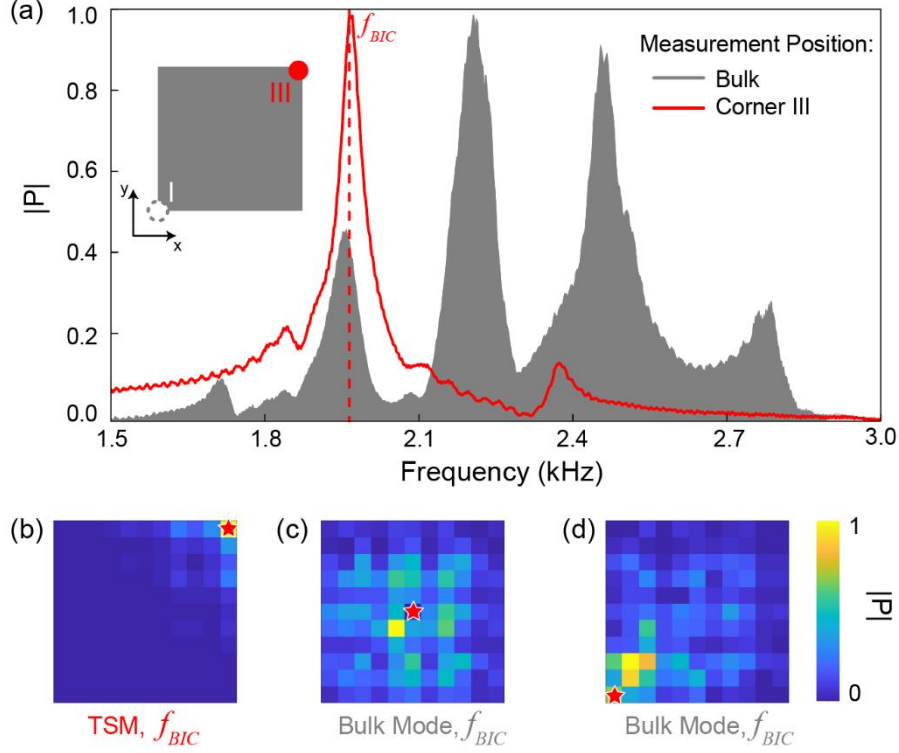 (a)
f_BIC
Measurement Position:
Bulk
Corner III
III
I
y
x
|P|
1.0
0.8
0.6
0.4
0.2
0.0
1.5
1.8
2.1
2.4
2.7
3.0
Frequency (kHz)
(b)
(c)
(d)
1
0
|P|
TSM, f_BIC
Bulk Mode, f_BIC
Bulk Mode, f_BIC